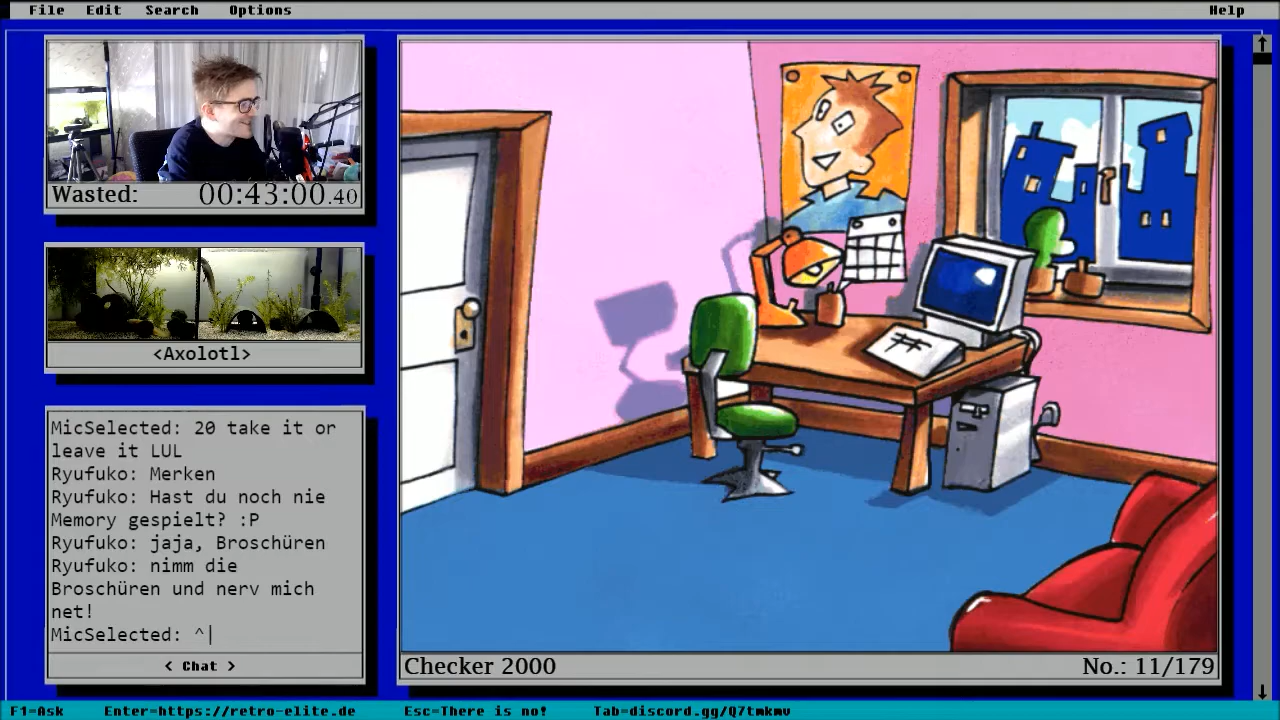 File Edit Search Options Help
Wasted: 00:43:00.40
<Axolotl>
MicSelected: 20 take it or
leave it LUL
Ryufuko: Merken
Ryufuko: Hast du noch nie
Memory gespielt? :P
Ryufuko: jaja, Broschüren
Ryufuko: nimm die
Broschüren und nerv mich
net!
MicSelected: ^|
< Chat >
Checker 2000 No.: 11/179
F1=Ask Enter=https://retro-elite.de Esc=There is no! Tab=discord.gg/Q7tmkmv